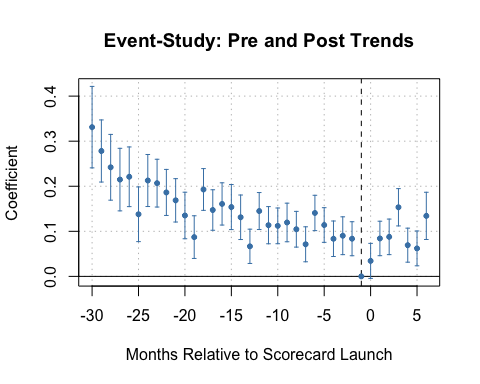 Event-Study: Pre and Post Trends
Coefficient
0.4
0.3
0.2
0.1
0.0
-30 -25 -20 -15 -10 -5 0 5
Months Relative to Scorecard Launch